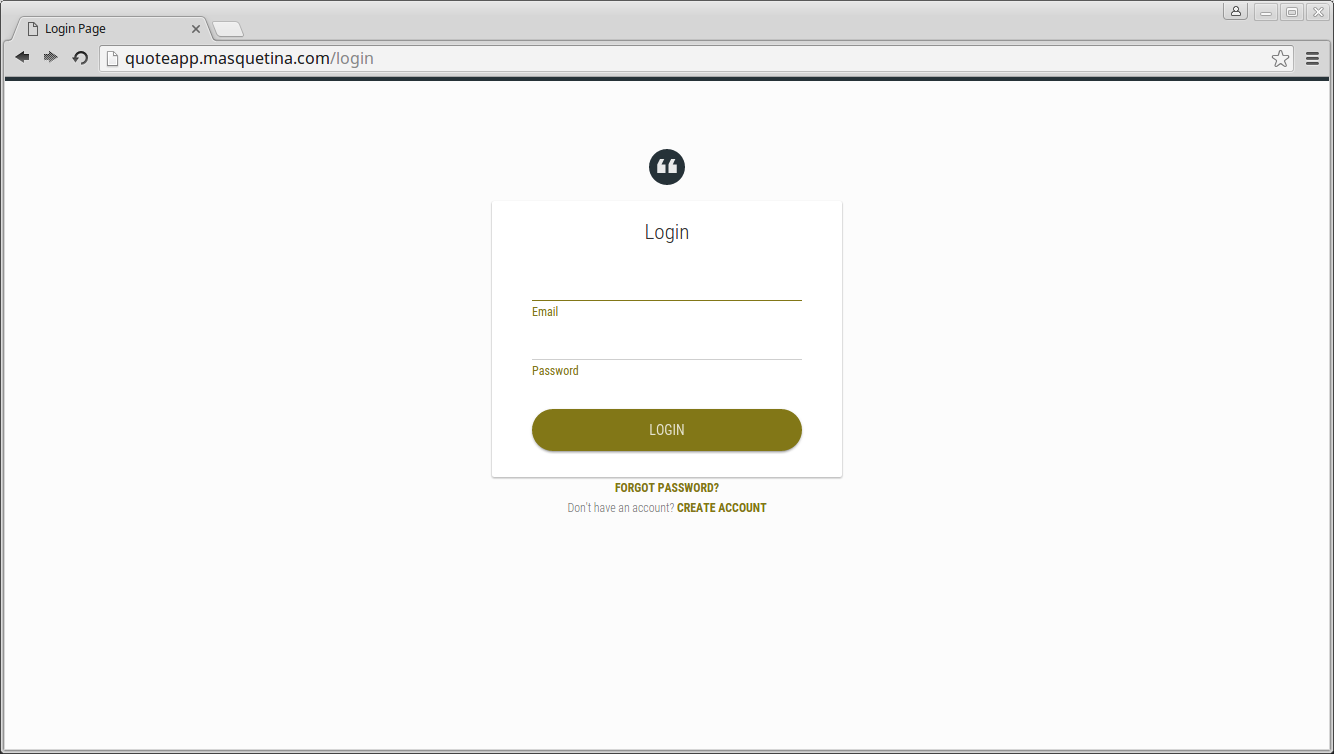 Login Page
quoteapp.masquetina.com/login
Login
Email
Password
LOGIN
FORGOT PASSWORD?
Don't have an account? CREATE ACCOUNT